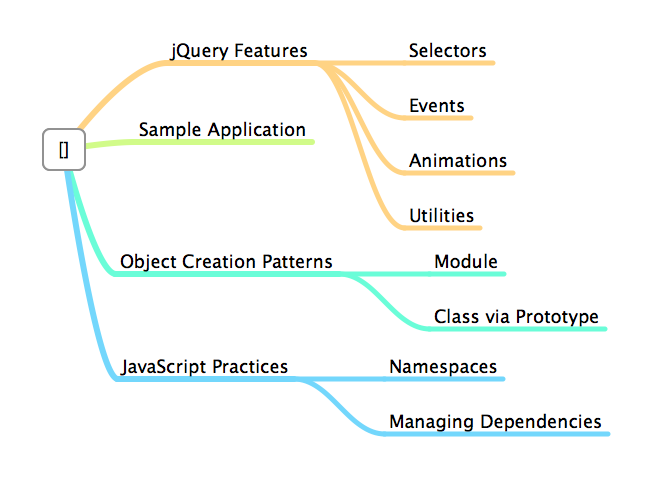 jQuery Features
Selectors
Events
Animations
Utilities
Sample Application
[]
Object Creation Patterns
Module
Class via Prototype
JavaScript Practices
Namespaces
Managing Dependencies